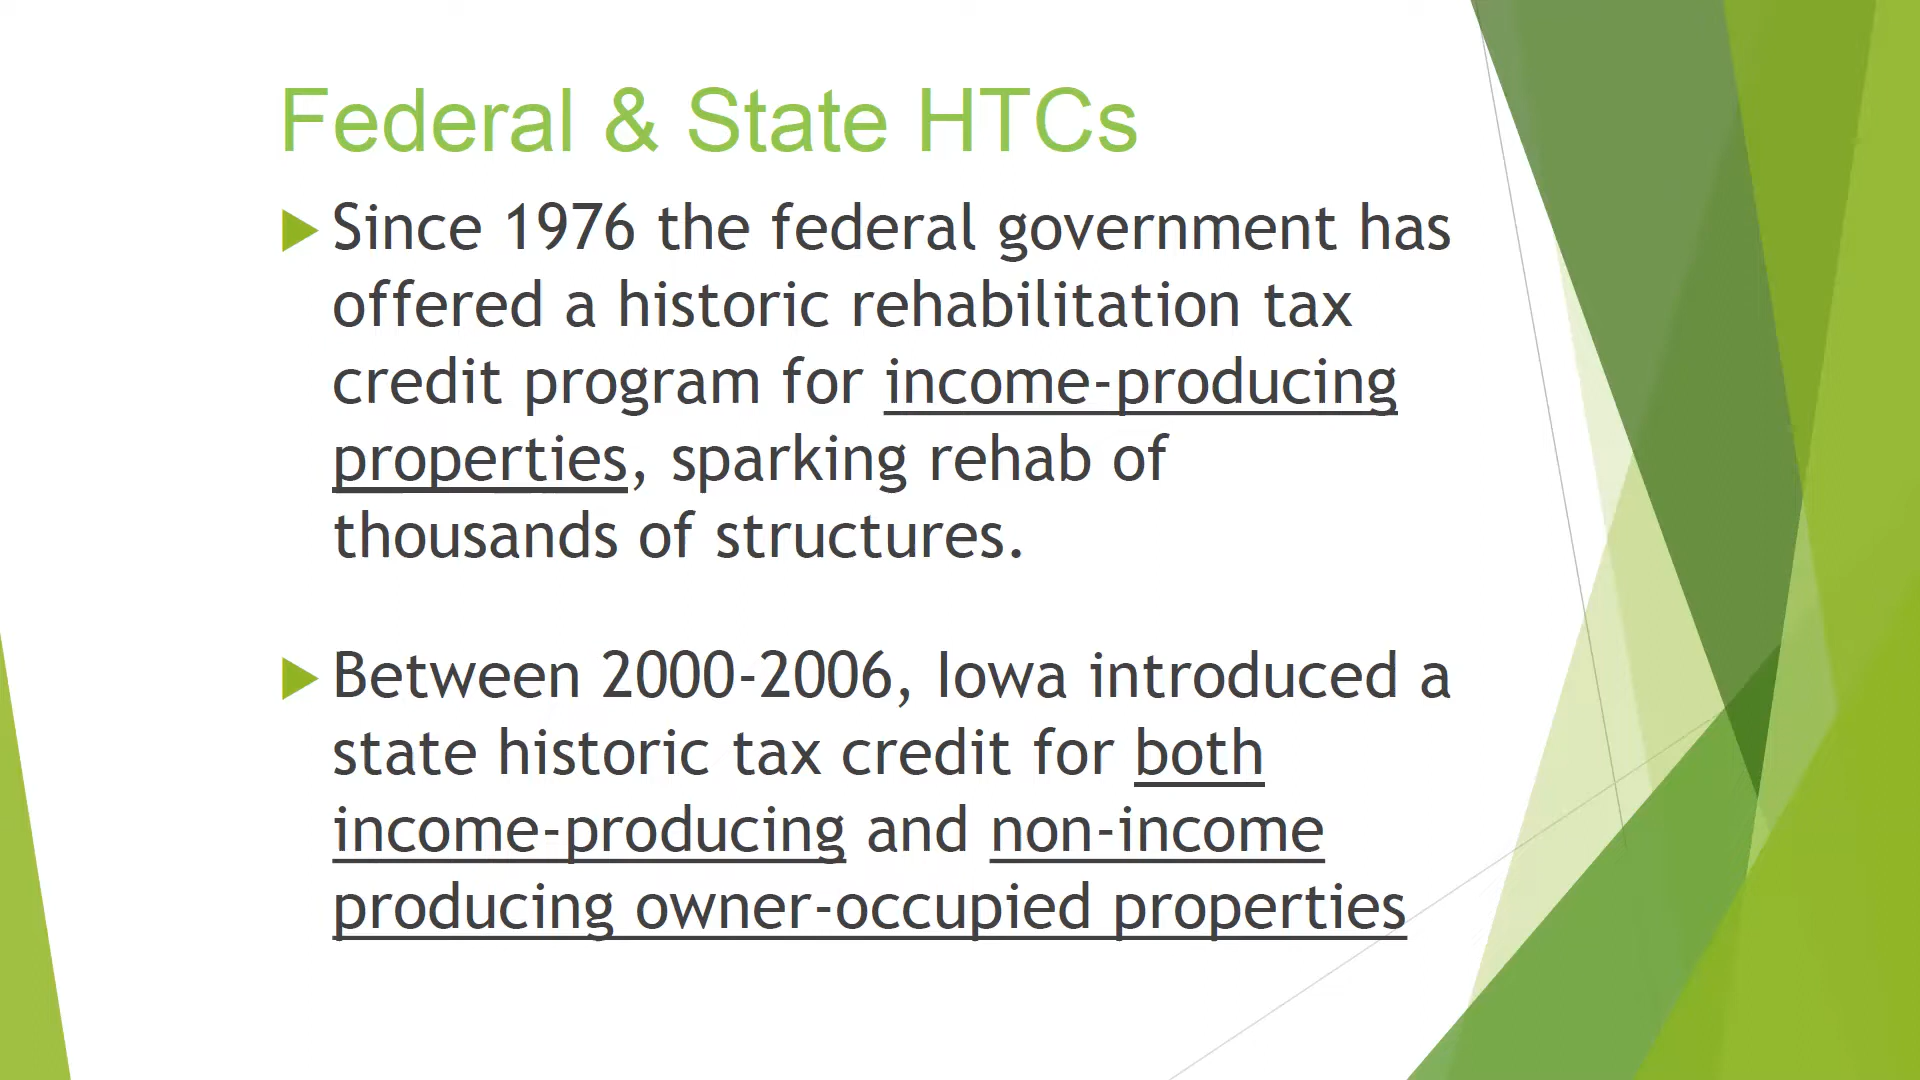 Federal & State HTCs
Since 1976 the federal government has
offered a historic rehabilitation tax
credit program for income-producing
properties, sparking rehab of
thousands of structures.
Between 2000-2006, Iowa introduced a
state historic tax credit for both
income-producing and non-income
producing owner-occupied properties